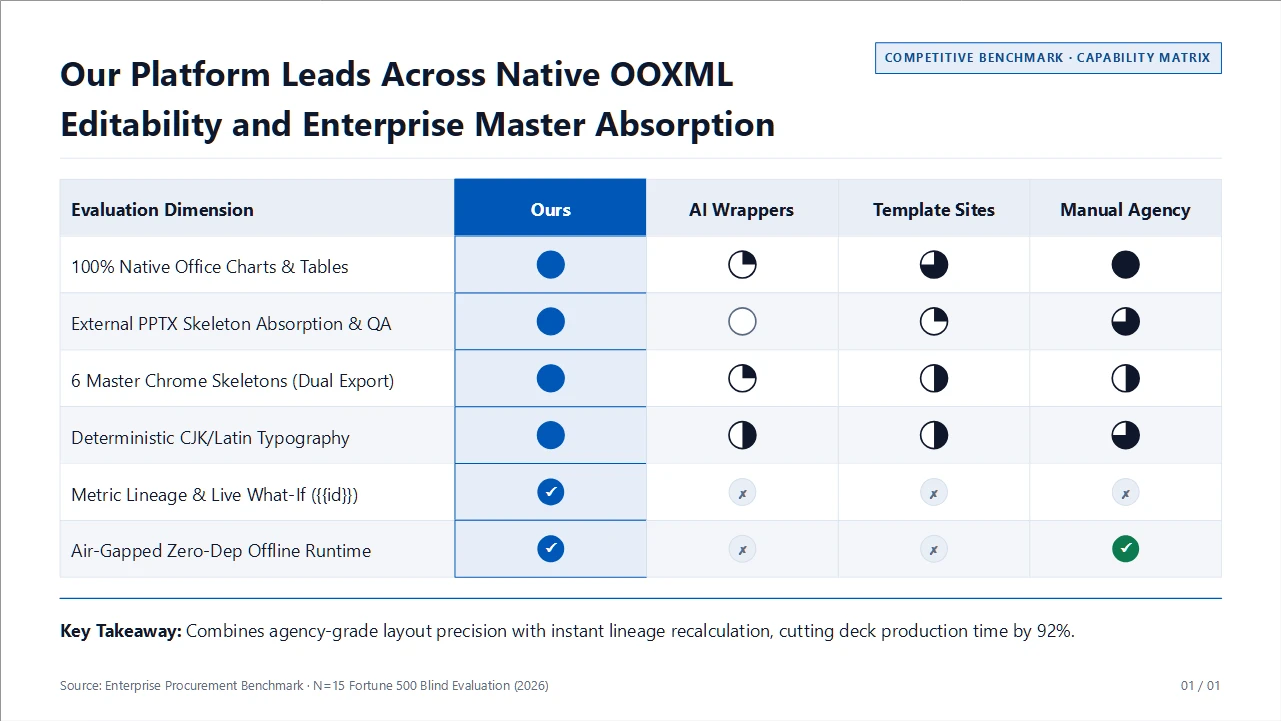 Our Platform Leads Across Native OOXML
Editability and Enterprise Master Absorption
COMPETITIVE BENCHMARK · CAPABILITY MATRIX
Evaluation Dimension Ours AI Wrappers Template Sites Manual Agency
100% Native Office Charts & Tables
External PPTX Skeleton Absorption & QA
6 Master Chrome Skeletons (Dual Export)
Deterministic CJK/Latin Typography
Metric Lineage & Live What-If ({{id}}) ✓ ✗ ✗ ✗
Air-Gapped Zero-Dep Offline Runtime ✓ ✗ ✗ ✓
Key Takeaway: Combines agency-grade layout precision with instant lineage recalculation, cutting deck production time by 92%.
Source: Enterprise Procurement Benchmark · N=15 Fortune 500 Blind Evaluation (2026)
01 / 01